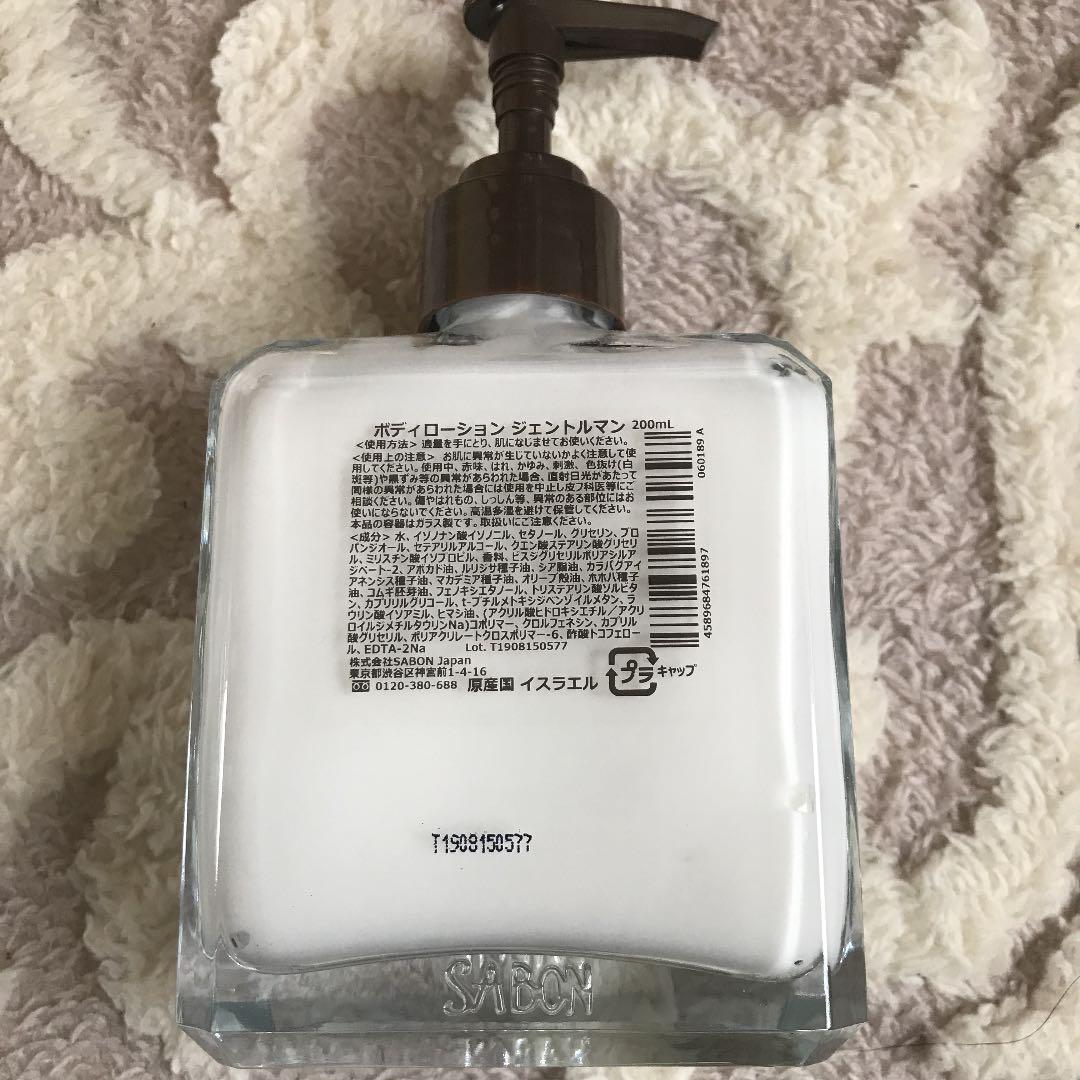 ボディローション ジェントルマン 200mL
<使用方法> 適量を手にとり、肌になじませてお使いください。
<使用上の注意> お肌に異常が生じていないかよく注意して使
用してください。使用中、赤味、はれ、かゆみ、刺激、色抜け(白
斑等)や黒ずみ等の異常があらわれた場合、直射日光があたって
同様の異常があらわれた場合には使用を中止し皮フ科医等にご
相談ください。傷やはれもの、しっしん等、異常のある部位にはお
使いにならないでください。高温多湿を避けて保管してください。
本品の容器はガラス製です。取扱いにご注意ください。
<成分> 水、イソノナン酸イソノニル、セタノール、グリセリン、プロ
パンジオール、セテアリルアルコール、クエン酸ステアリン酸グリセリ
ル、ミリスチン酸イソプロピル、香料、ビスジグリセリルポリアシルア
ジペート-2、アボカド油、ルリジサ種子油、シア脂油、カラパグアイ
アネンシス種子油、マカデミア種子油、オリーブ殻油、ホホバ種子
油、コムギ胚芽油、フェノキシエタノール、トリステアリン酸ソルビタ
ン、カプリリルグリコール、t-ブチルメトキシジベンゾイルメタン、ラ
ウリン酸イソアミル、ヒマシ油、(アクリル酸ヒドロキシエチル/アクリ
ロイルジメチルタウリンNa)コポリマー、クロルフェネシン、カプリル
酸グリセリル、ポリアクリレートクロスポリマー-6、酢酸トコフェロー
ル、EDTA-2Na Lot. T1908150577
株式会社SABON Japan
東京都渋谷区神宮前1-4-16
0120-380-688 原産国 イスラエル
プラ キャップ
060189 A
4589684761897
T1908150577
SABON